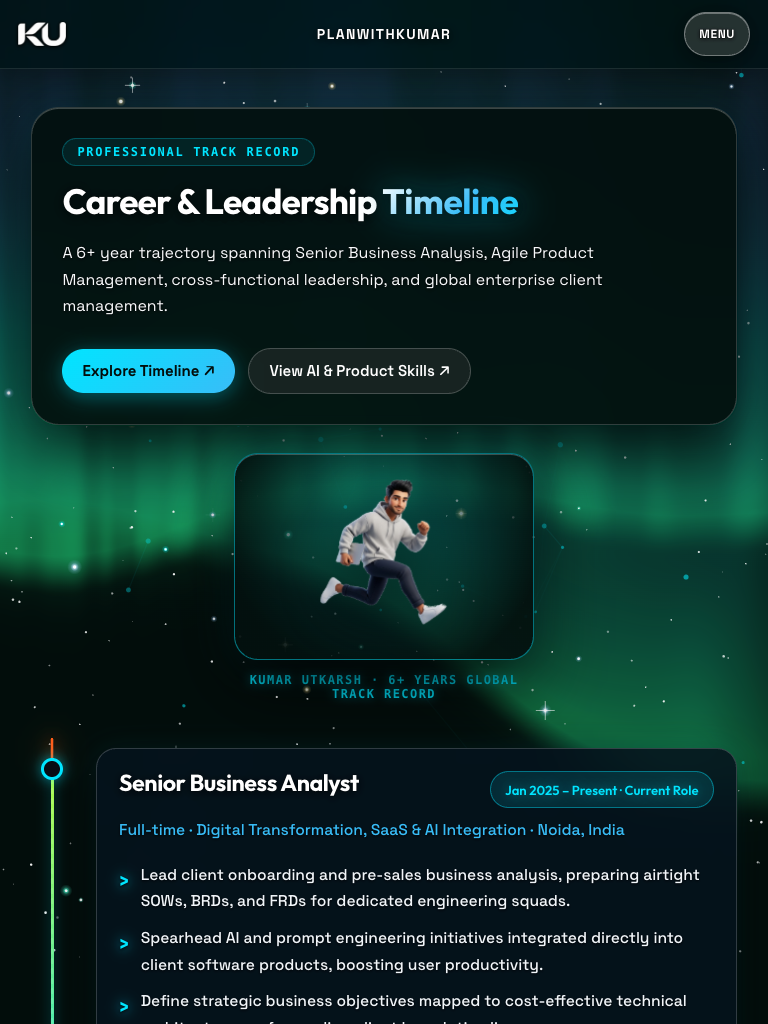 KU
PLANWITHKUMAR
MENU
PROFESSIONAL TRACK RECORD
Career & Leadership Timeline
A 6+ year trajectory spanning Senior Business Analysis, Agile Product
Management, cross-functional leadership, and global enterprise client
management.
Explore Timeline ↗
View AI & Product Skills ↗
KUMAR UTKARSH · 6+ YEARS GLOBAL
TRACK RECORD
Senior Business Analyst
Jan 2025 – Present · Current Role
Full-time · Digital Transformation, SaaS & AI Integration · Noida, India
> Lead client onboarding and pre-sales business analysis, preparing airtight
SOWs, BRDs, and FRDs for dedicated engineering squads.
> Spearhead AI and prompt engineering initiatives integrated directly into
client software products, boosting user productivity.
> Define strategic business objectives mapped to cost-effective technical